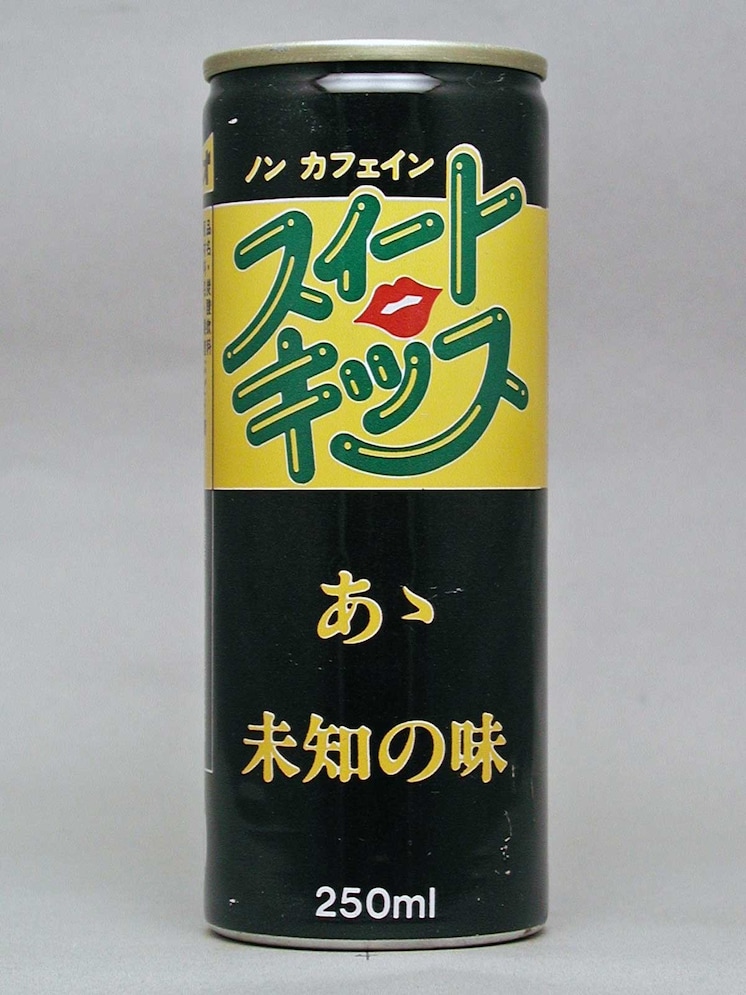 ノン カフェイン
スイート
キッス
あゝ
未知の味
250ml